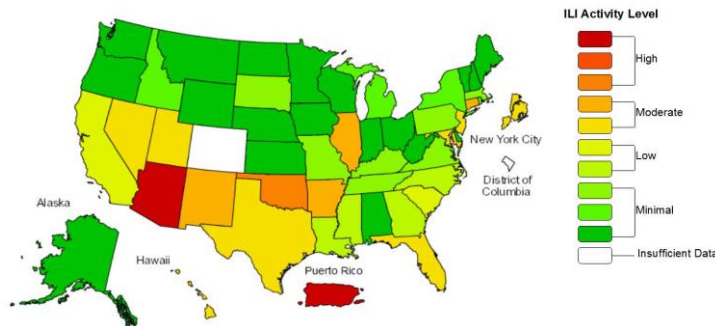 ILI Activity Level
High
Moderate
Low
Minimal
Insufficient Data
New York City
District of
Columbia
Alaska
Hawaii
Puerto Rico